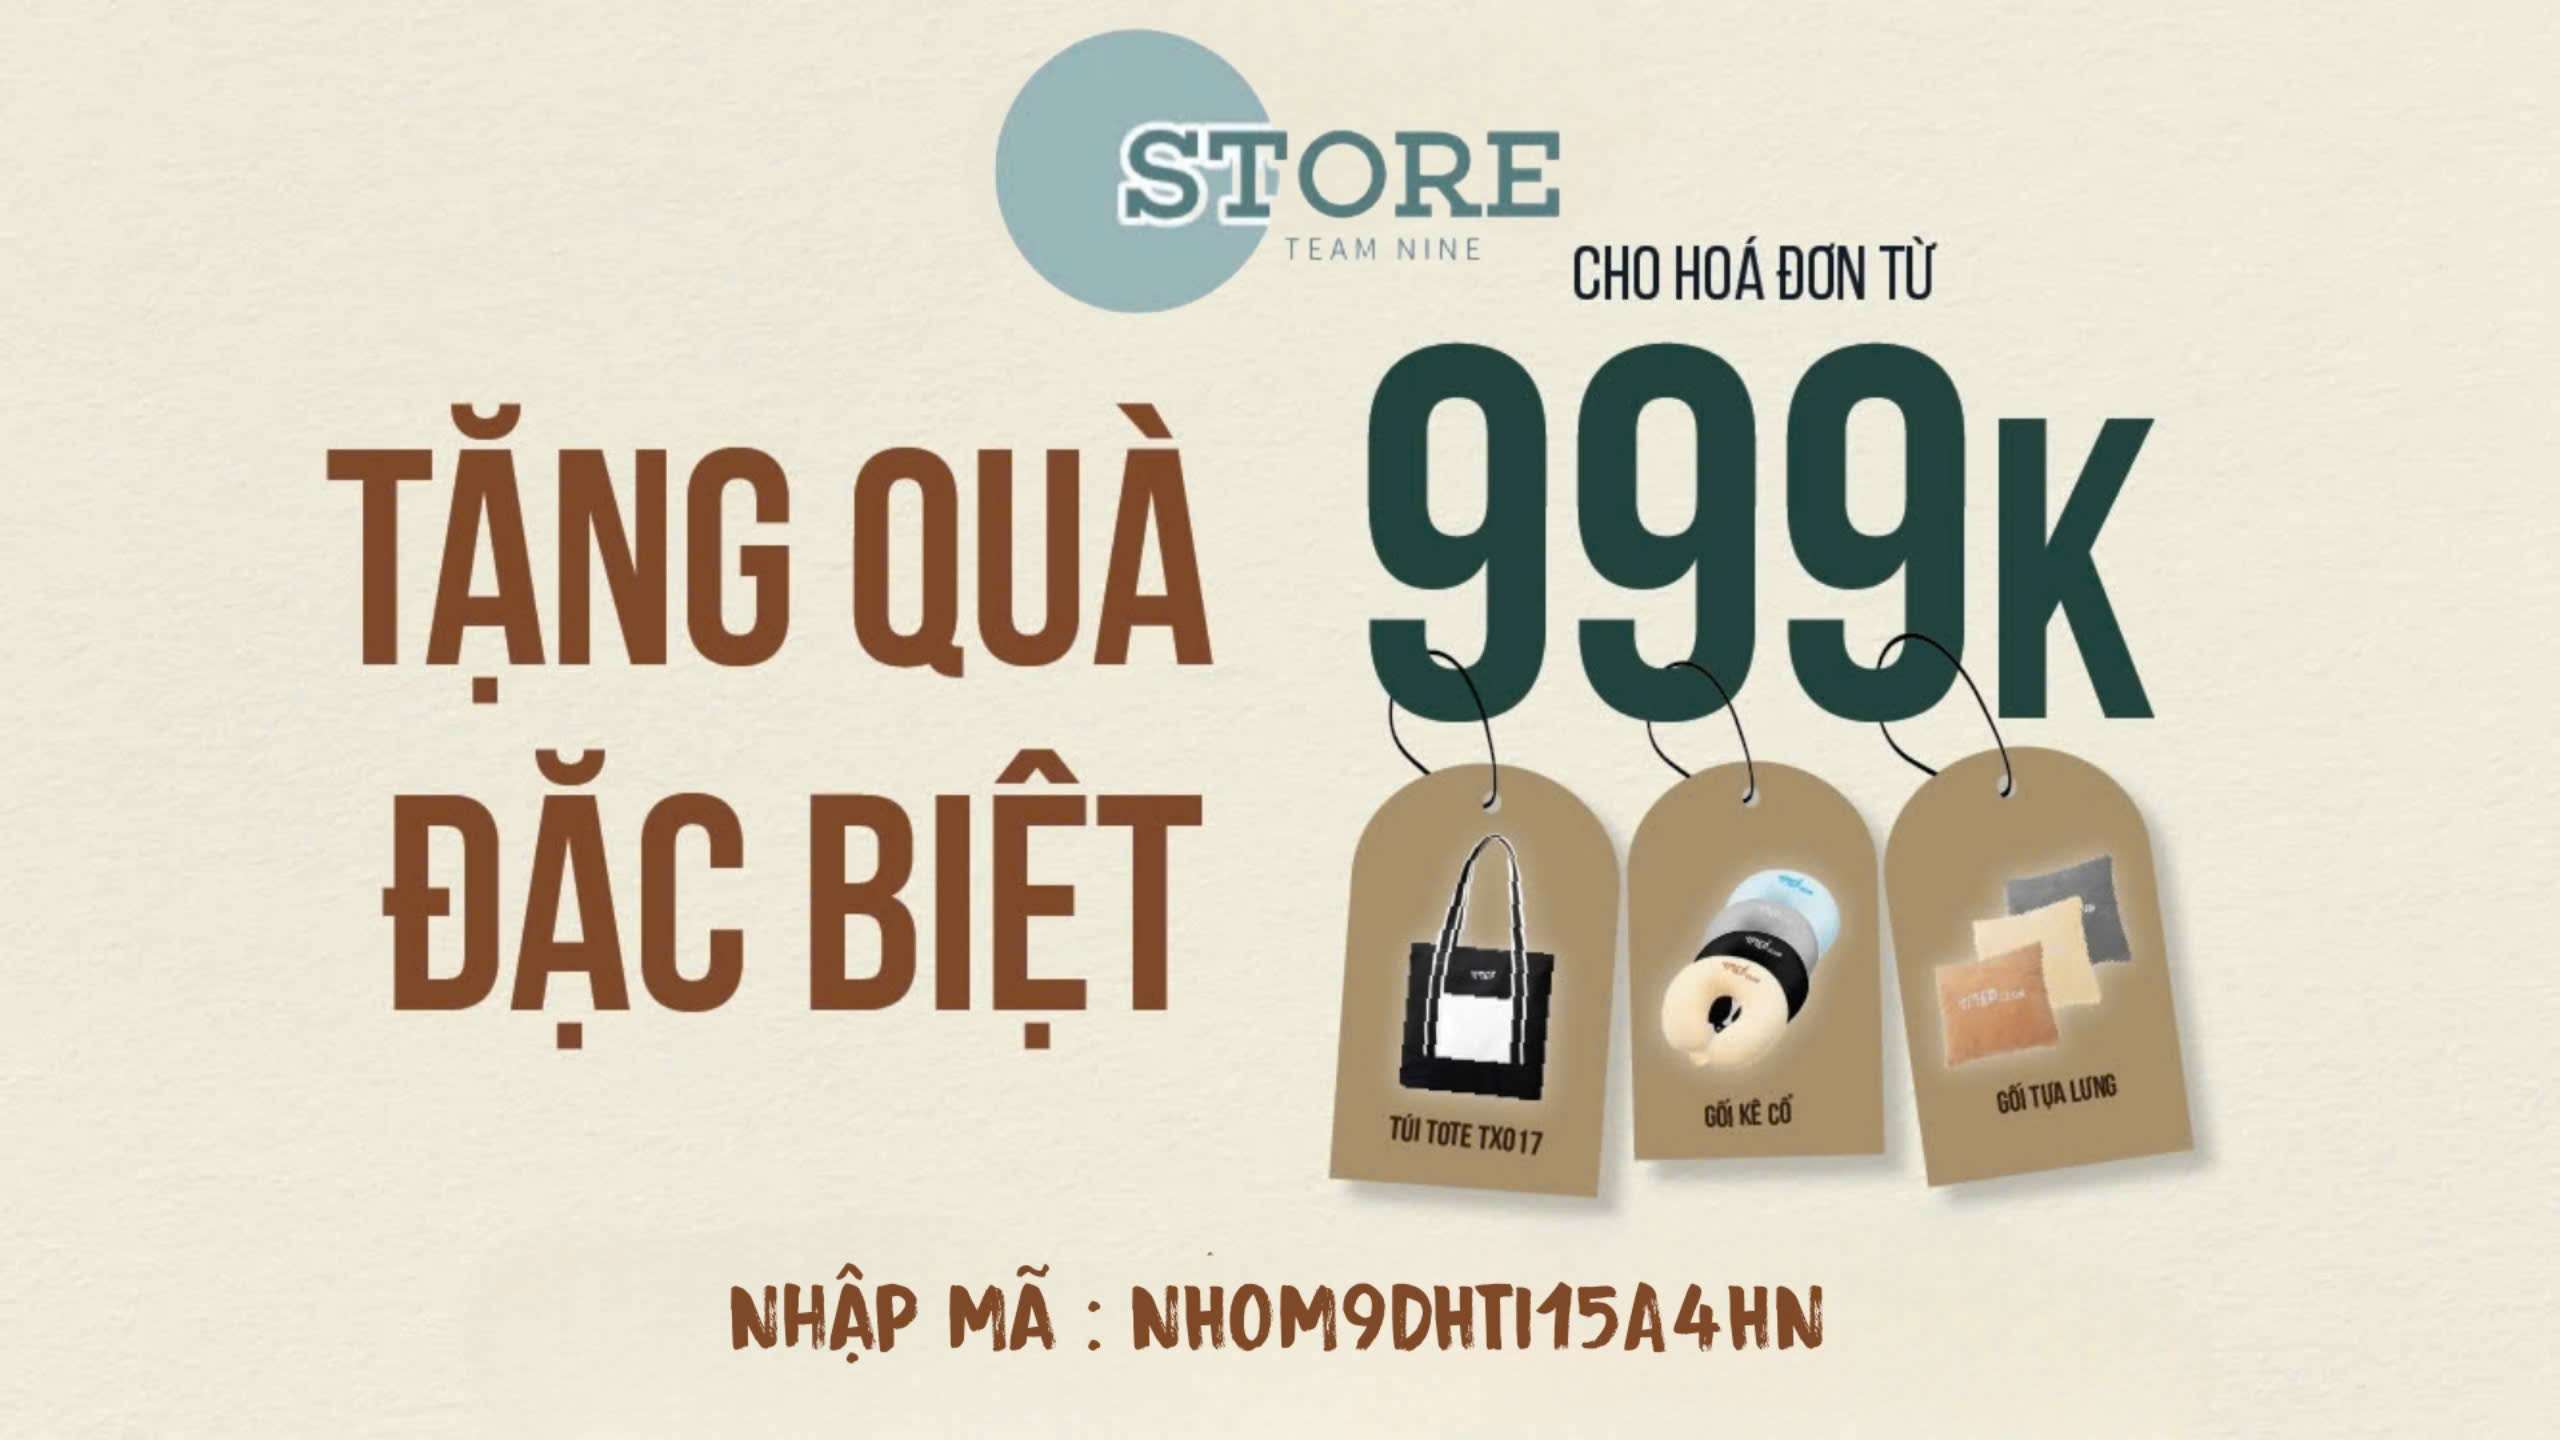 STORE
TEAM NINE
CHO HOÁ ĐƠN TỪ
999K
TẶNG QUÀ
ĐẶC BIỆT
TÚI TOTE TX017
GỐI KÊ CỔ
GỐI TỰA LƯNG
NHẬP MÃ : NHOM9DHTI15A4HN